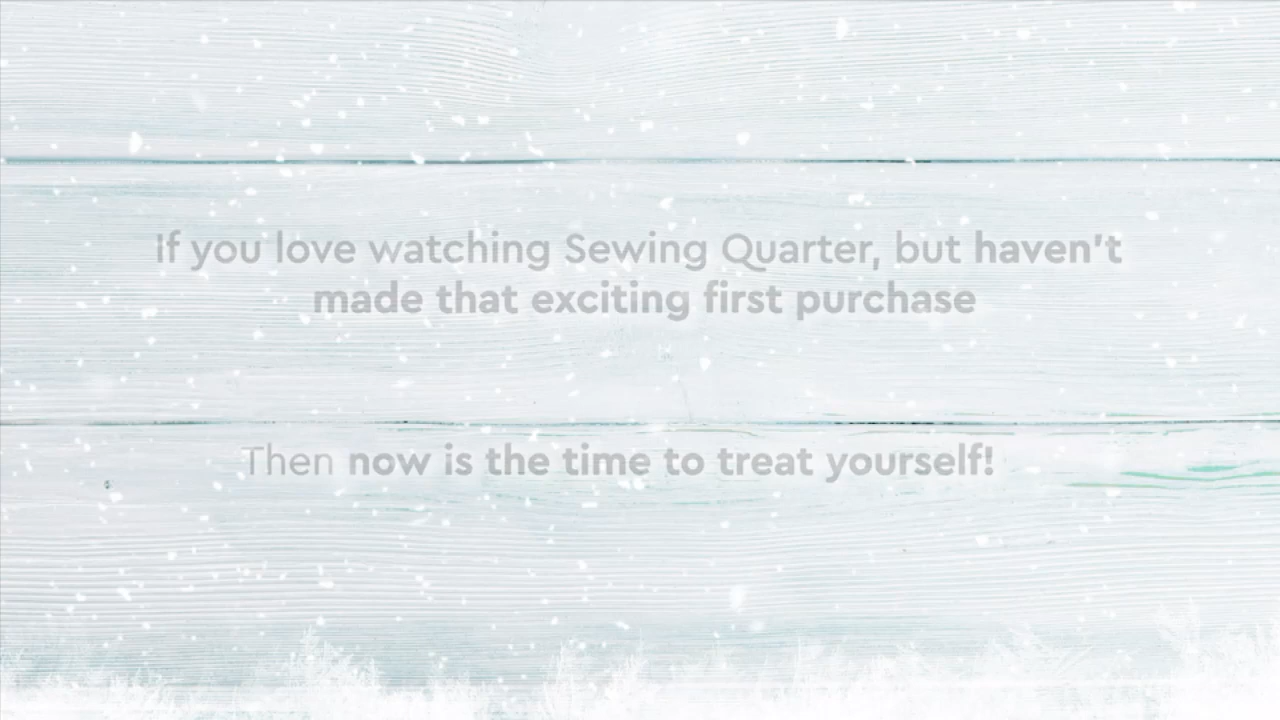 If you love watching Sewing Quarter, but haven't
made that exciting first purchase
Then now is the time to treat yourself!